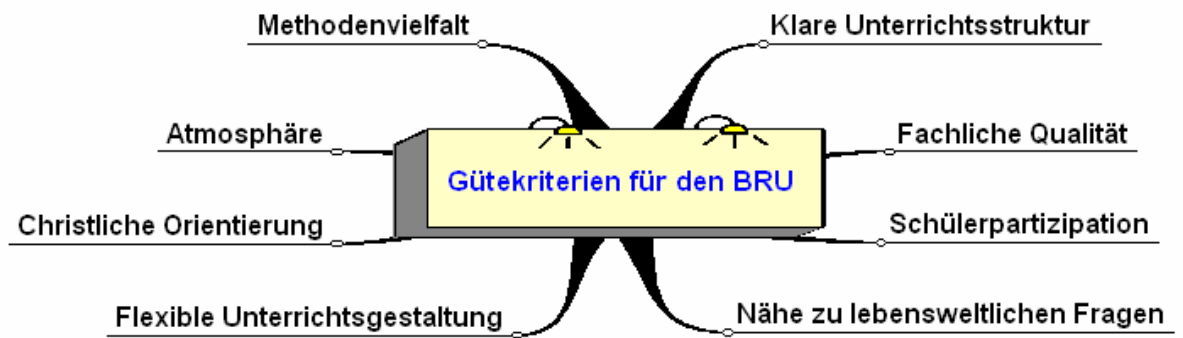 Methodenvielfalt
Klare Unterrichtsstruktur
Atmosphäre
Fachliche Qualität
Gütekriterien für den BRU
Christliche Orientierung
Schülerpartizipation
Flexible Unterrichtsgestaltung
Nähe zu lebensweltlichen Fragen